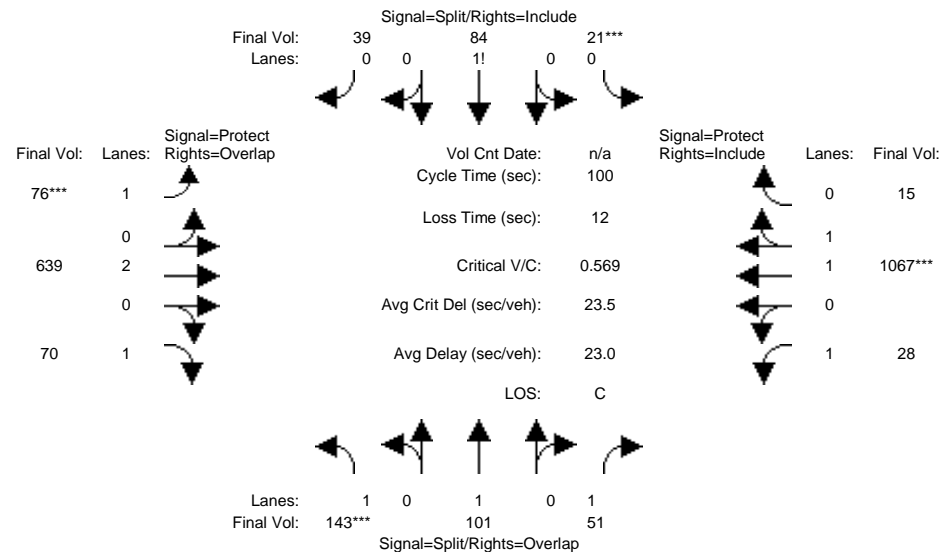 Signal=Split/Rights=Include
Final Vol: 39 84 21***
Lanes: 0 0 1! 0 0
Signal=Protect Signal=Protect
Final Vol: Lanes: Rights=Overlap Vol Cnt Date: n/a Rights=Include Lanes: Final Vol:
Cycle Time (sec): 100
76*** 1 0 15
Loss Time (sec): 12
0 1
639 2 Critical V/C: 0.569 1 1067***
0 Avg Crit Del (sec/veh): 23.5 0
70 1 Avg Delay (sec/veh): 23.0 1 28
LOS: C
Lanes: 1 0 1 0 1
Final Vol: 143*** 101 51
Signal=Split/Rights=Overlap